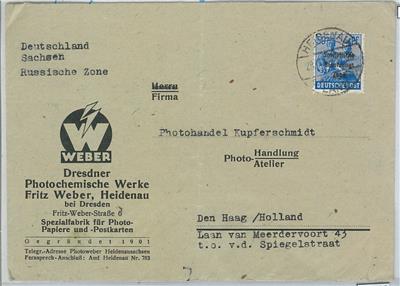 Deutschland
Sachsen
Russische Zone
HEIDENAU
DEUTSCHE POST
Herrn
Firma
Photohandel Kupferschmidt
Photo-
Handlung
Atelier
W
WEBER
Dresdner
Photochemische Werke
Fritz Weber, Heidenau
bei Dresden
Fritz-Weber-Straße 6
Spezialfabrik für Photo-
Papiere und -Postkarten
Gegründet 1901
Telegr.-Adresse Photoweber Heidenausachsen
Fernsprech-Anschluß: Amt Heidenau Nr. 783
Den Haag /Holland
Laan van Meerdervoort 43
t.o. v.d. Spiegelstraat